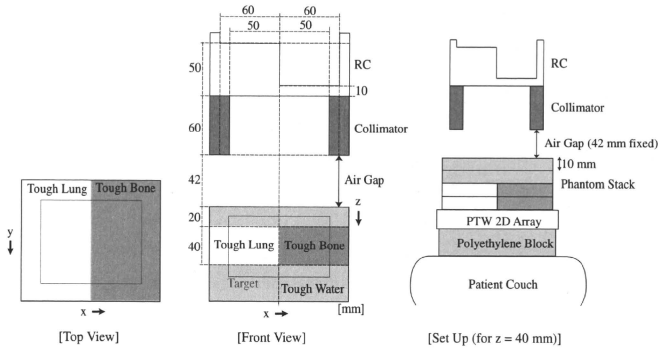 60
60
50
50
50
RC
10
60
Collimator
42
Air Gap
z
20
40
Tough Lung
Tough Bone
Target
Tough Water
x
[mm]
[Front View]
Tough Lung
Tough Bone
y
x
[Top View]
RC
Collimator
Air Gap (42 mm fixed)
10 mm
Phantom Stack
PTW 2D Array
Polyethylene Block
Patient Couch
[Set Up (for z = 40 mm)]